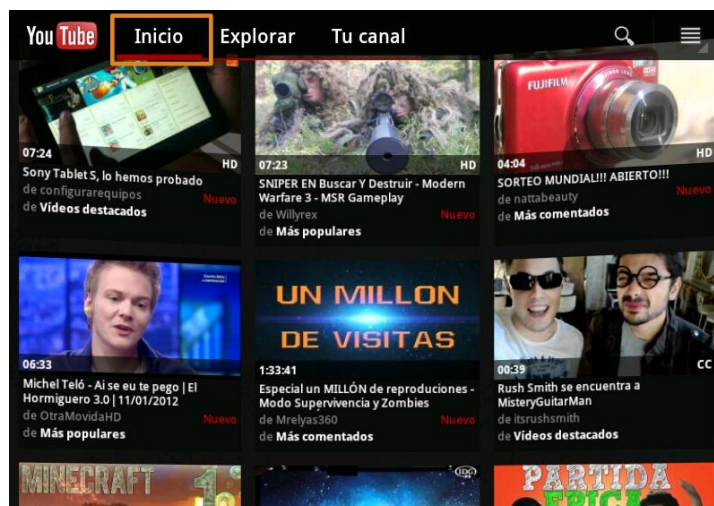 You Tube Inicio Explorar Tu canal
FUJIFILM
07:24 HD
07:23 HD
04:04 HD
Sony Tablet S, lo hemos probado
de configurarequipos Nuevo
de Vídeos destacados
SNIPER EN Buscar Y Destruir - Modern
Warfare 3 - MSR Gameplay
de Willyrex Nuevo
de Más populares
SORTEO MUNDIAL!!! ABIERTO!!!
de nattabeauty Nuevo
de Más comentados
UN MILLON
DE VISITAS
06:33
1:33:41
00:39 CC
Michel Teló - Ai se eu te pego | El
Hormiguero 3.0 | 11/01/2012
de OtraMovidaHD Nuevo
de Más populares
Especial un MILLÓN de reproduciones -
Modo Supervivencia y Zombies
de Mrelyas360 Nuevo
de Más comentados
Rush Smith se encuentra a
MisteryGuitarMan
de itsrushsmith
de Vídeos destacados
MINECRAFT 1.
PARTIDA
EPICA